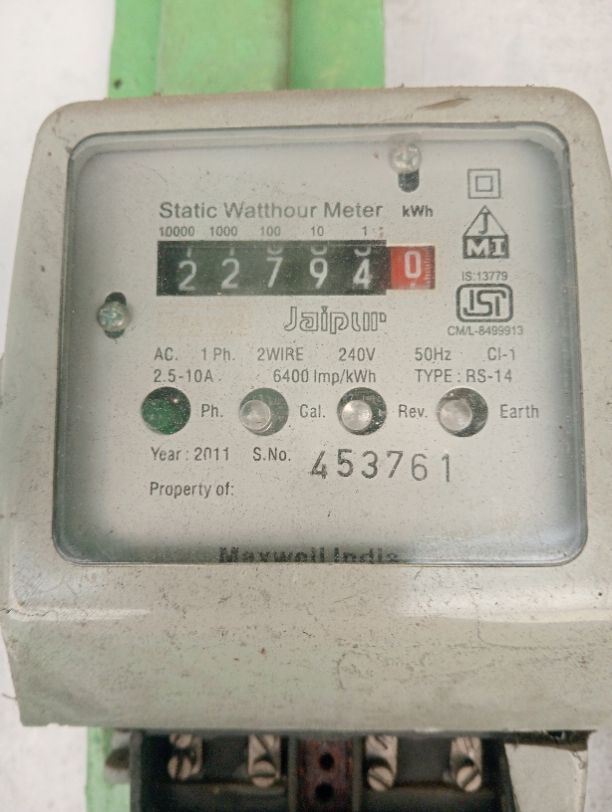 Static Watthour Meter kWh
10000 1000 100 10 1
2 2 7 9 4 0
J
MI
IS:13779
ISI
CM/L-8499913
Jaipur
AC. 1 Ph. 2WIRE 240V 50Hz Cl-1
2.5-10A. 6400 Imp/kWh TYPE : RS-14
Ph. Cal. Rev. Earth
Year : 2011 S.No. 453761
Property of:
Maxwell India